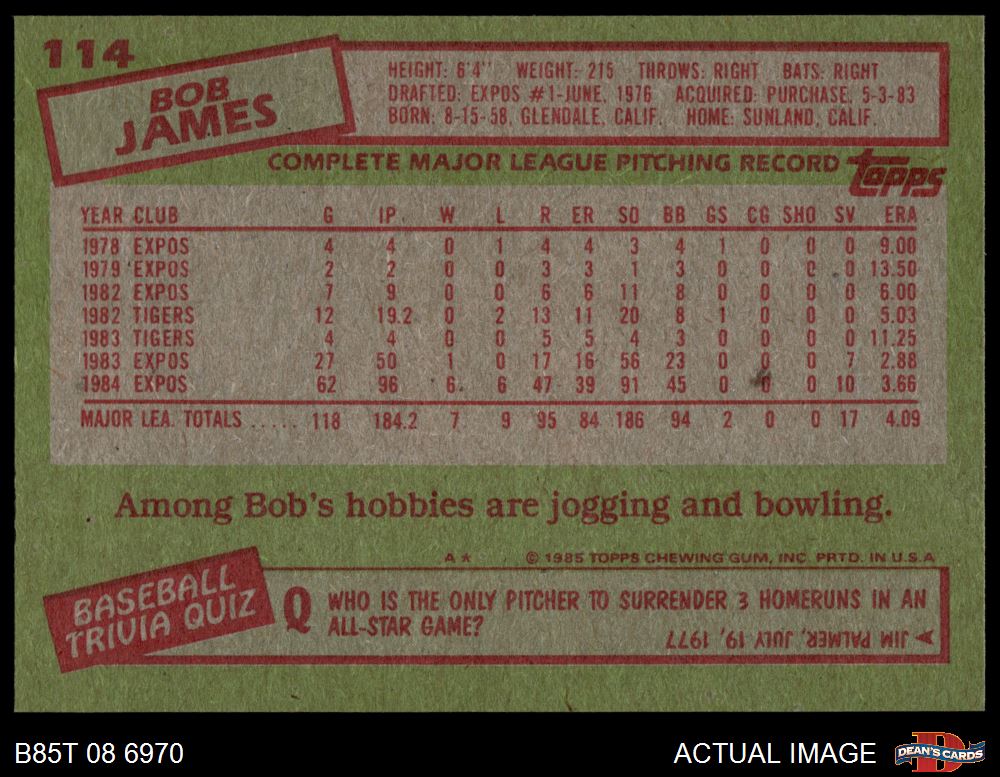 114
BOB
JAMES
HEIGHT: 6'4" WEIGHT: 215 THROWS: RIGHT BATS: RIGHT
DRAFTED: EXPOS #1-JUNE, 1976 ACQUIRED: PURCHASE, 5-3-83
BORN: 8-15-58, GLENDALE, CALIF. HOME: SUNLAND, CALIF.
COMPLETE MAJOR LEAGUE PITCHING RECORD
topps
YEAR CLUB G IP W L R ER SO BB GS CG SHO SV ERA
1978 EXPOS 4 4 0 1 4 4 3 4 1 0 0 0 9.00
1979 EXPOS 2 2 0 0 3 3 1 3 0 0 0 0 13.50
1982 EXPOS 7 9 0 0 6 6 11 8 0 0 0 0 6.00
1982 TIGERS 12 19.2 0 2 13 11 20 8 1 0 0 0 5.03
1983 TIGERS 4 4 0 0 5 5 4 3 0 0 0 0 11.25
1983 EXPOS 27 50 1 0 17 16 56 23 0 0 0 7 2.88
1984 EXPOS 62 96 6 6 47 39 91 45 0 0 0 10 3.66
MAJOR LEA. TOTALS ..... 118 184.2 7 9 95 84 186 94 2 0 0 17 4.09
Among Bob's hobbies are jogging and bowling.
A * © 1985 TOPPS CHEWING GUM, INC. PRTD. IN U.S.A.
BASEBALL
TRIVIA QUIZ
Q WHO IS THE ONLY PITCHER TO SURRENDER 3 HOMERUNS IN AN
ALL-STAR GAME?
A JIM PALMER, JULY 19, 1977
B85T 08 6970
ACTUAL IMAGE
D
DEAN'S CARDS